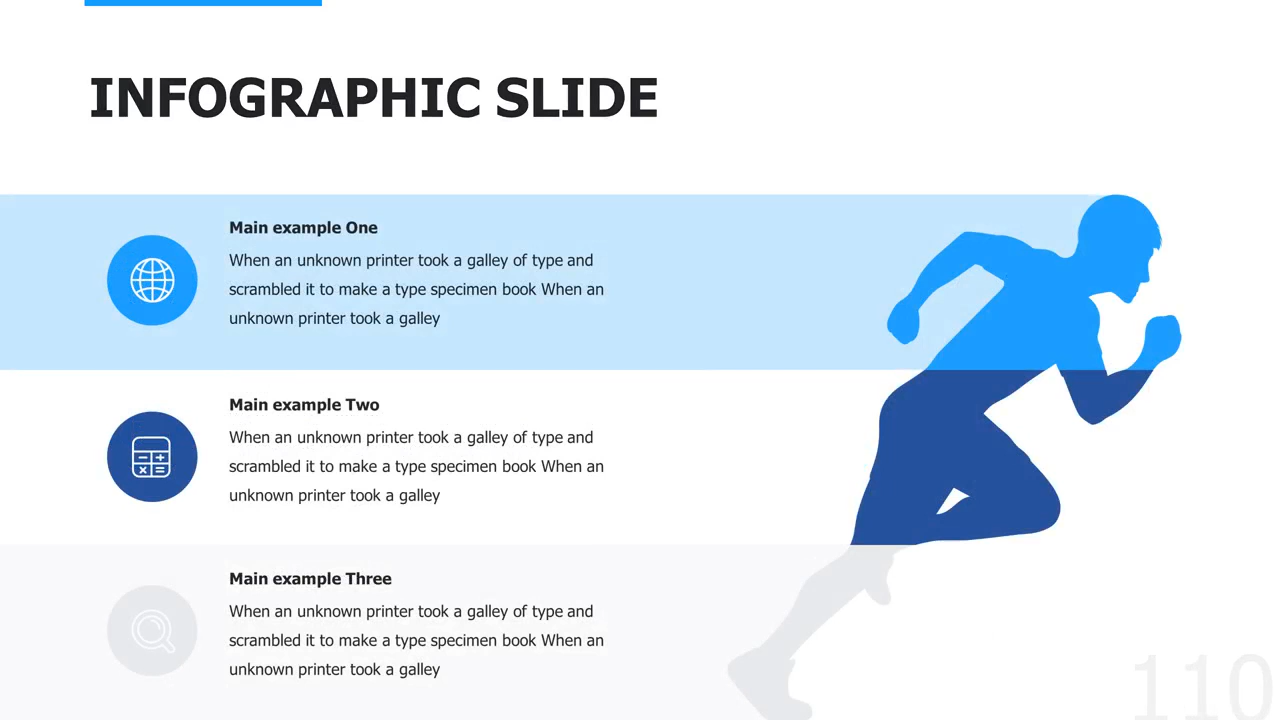 INFOGRAPHIC SLIDE
Main example One
When an unknown printer took a galley of type and
scrambled it to make a type specimen book When an
unknown printer took a galley
Main example Two
When an unknown printer took a galley of type and
scrambled it to make a type specimen book When an
unknown printer took a galley
Main example Three
When an unknown printer took a galley of type and
scrambled it to make a type specimen book When an
unknown printer took a galley
110